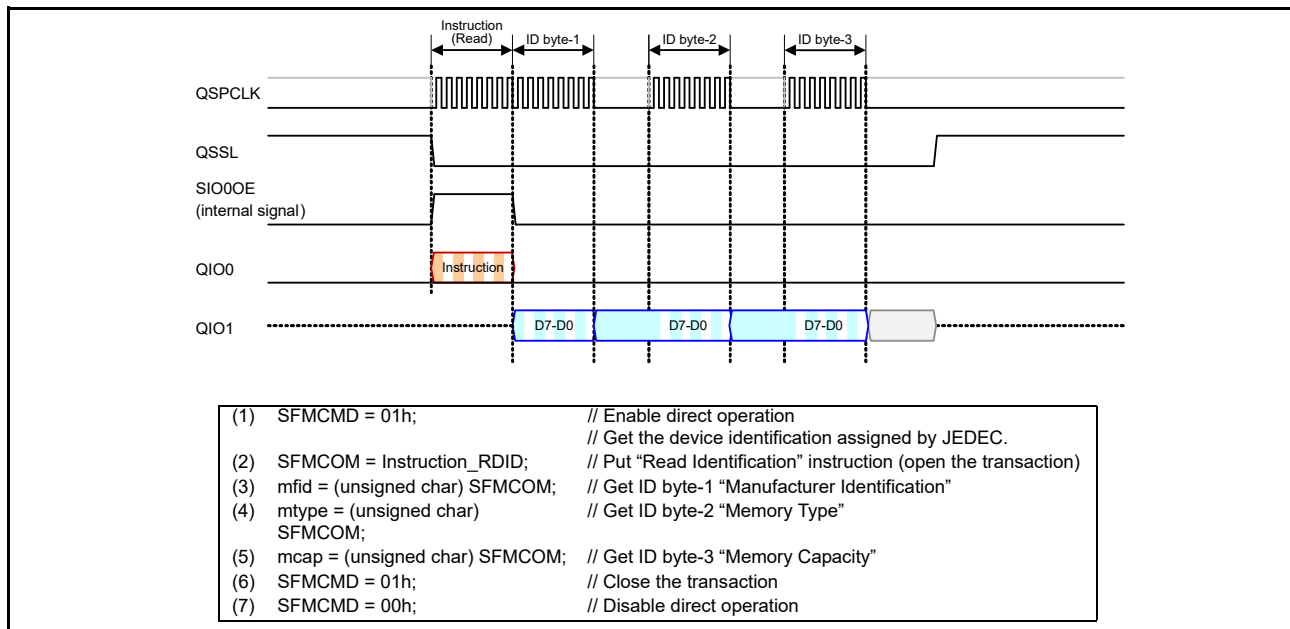 Instruction
(Read)
ID byte-1
ID byte-2
ID byte-3
QSPCLK
QSSL
SIO0OE
(internal signal)
QIO0
Instruction
QIO1
D7-D0
D7-D0
D7-D0
(1) SFMCMD = 01h; // Enable direct operation
// Get the device identification assigned by JEDEC.
(2) SFMCOM = Instruction_RDID; // Put “Read Identification” instruction (open the transaction)
(3) mfid = (unsigned char) SFMCOM; // Get ID byte-1 “Manufacturer Identification”
(4) mtype = (unsigned char) // Get ID byte-2 “Memory Type”
SFMCOM;
(5) mcap = (unsigned char) SFMCOM; // Get ID byte-3 “Memory Capacity”
(6) SFMCMD = 01h; // Close the transaction
(7) SFMCMD = 00h; // Disable direct operation